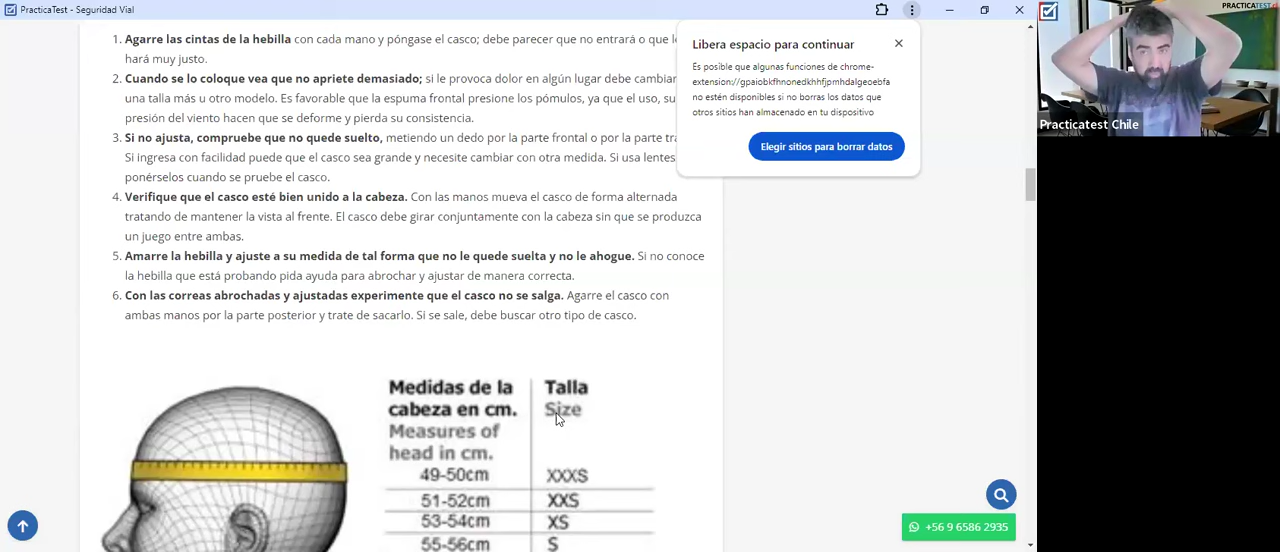 PracticaTest - Seguridad Vial
1. Agarre las cintas de la hebilla con cada mano y póngase el casco; debe parecer que no entrará o que le
hará muy justo.
2. Cuando se lo coloque vea que no apriete demasiado; si le provoca dolor en algún lugar debe cambiar
una talla más u otro modelo. Es favorable que la espuma frontal presione los pómulos, ya que el uso, su
presión del viento hacen que se deforme y pierda su consistencia.
3. Si no ajusta, compruebe que no quede suelto, metiendo un dedo por la parte frontal o por la parte
Si ingresa con facilidad puede que el casco sea grande y necesite cambiar con otra medida. Si usa lentes
ponérselos cuando se pruebe el casco.
4. Verifique que el casco esté bien unido a la cabeza. Con las manos mueva el casco de forma alternada
tratando de mantener la vista al frente. El casco debe girar conjuntamente con la cabeza sin que se produzca
un juego entre ambas.
5. Amarre la hebilla y ajuste a su medida de tal forma que no le quede suelta y no le ahogue. Si no conoce
la hebilla que está probando pida ayuda para abrochar y ajustar de manera correcta.
6. Con las correas abrochadas y ajustadas experimente que el casco no se salga. Agarre el casco con
ambas manos por la parte posterior y trate de sacarlo. Si se sale, debe buscar otro tipo de casco.
Libera espacio para continuar
Es posible que algunas funciones de chrome-
extension://gpaiobkfhnonedkhhfjpmhdalgeoebfa
no estén disponibles si no borras los datos que
otros sitios han almacenado en tu dispositivo
Elegir sitios para borrar datos
PRACTICATEST
Practicatest Chile
Medidas de la
cabeza en cm.
Measures of
head in cm.
Talla
Size
49-50cm XXXS
51-52cm XXS
53-54cm XS
55-56cm S
+56 9 6586 2935